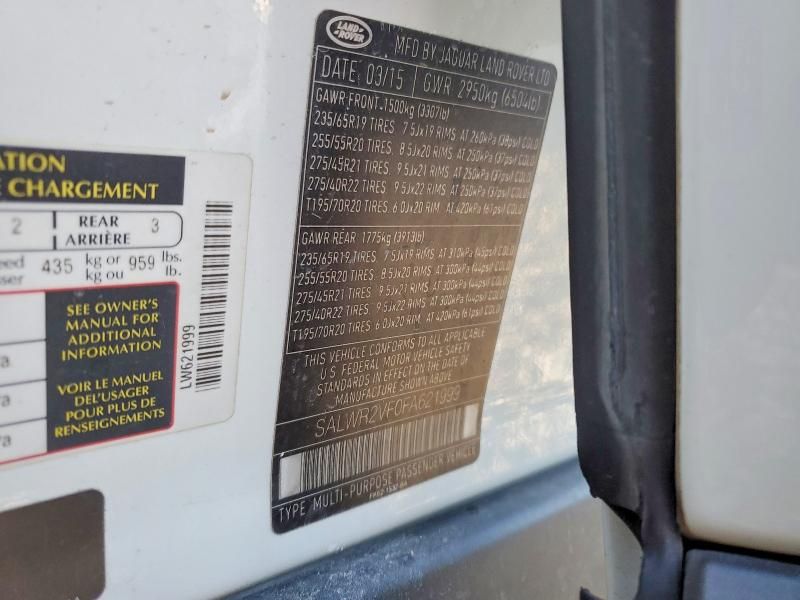 ATION
CHARGEMENT
2 REAR 3
ARRIÈRE
435 kg or 959 lbs.
kg ou lb.
SEE OWNER'S
MANUAL FOR
ADDITIONAL
INFORMATION
VOIR LE MANUEL
DEL'USAGER
POUR PLUS DE
RENSEIGNEMENTS
LW621999
LAND
ROVER
MFD BY JAGUAR LAND ROVER LTD
DATE 03/15 GWR 2950kg (6504lb)
GAWR-FRONT 1500kg (3307lb)
235/65R19 TIRES 7 5Jx19 RIMS AT 260kPa (38psi) COLD
255/55R20 TIRES 8 5Jx20 RIMS AT 250kPa (37psi) COLD
275/45R21 TIRES 9 5Jx21 RIMS AT 250kPa (37psi) COLD
275/40R22 TIRES 9 5Jx22 RIMS AT 250kPa (37psi) COLD
T195/70R20 TIRES 6 0Jx20 RIM AT 420kPa (61psi) COLD
GAWR REAR 1775kg (3913lb)
235/65R19 TIRES 7 5Jx19 RIMS AT 310kPa (45psi) COLD
255/55R20 TIRES 8 5Jx20 RIMS AT 300kPa (44psi) COLD
275/45R21 TIRES 9 5Jx21 RIMS AT 300kPa (44psi) COLD
275/40R22 TIRES 9 5Jx22 RIMS AT 300kPa (44psi) COLD
T195/70R20 TIRES 6 0Jx20 RIM AT 420kPa (61psi) COLD
THIS VEHICLE CONFORMS TO ALL APPLICABLE
U.S. FEDERAL MOTOR VEHICLE SAFETY
STANDARDS IN EFFECT ON THE DATE OF
MANUFACTURE SHOWN ABOVE
SALWR2VF0FA621999
TYPE MULTI-PURPOSE PASSENGER VEHICLE